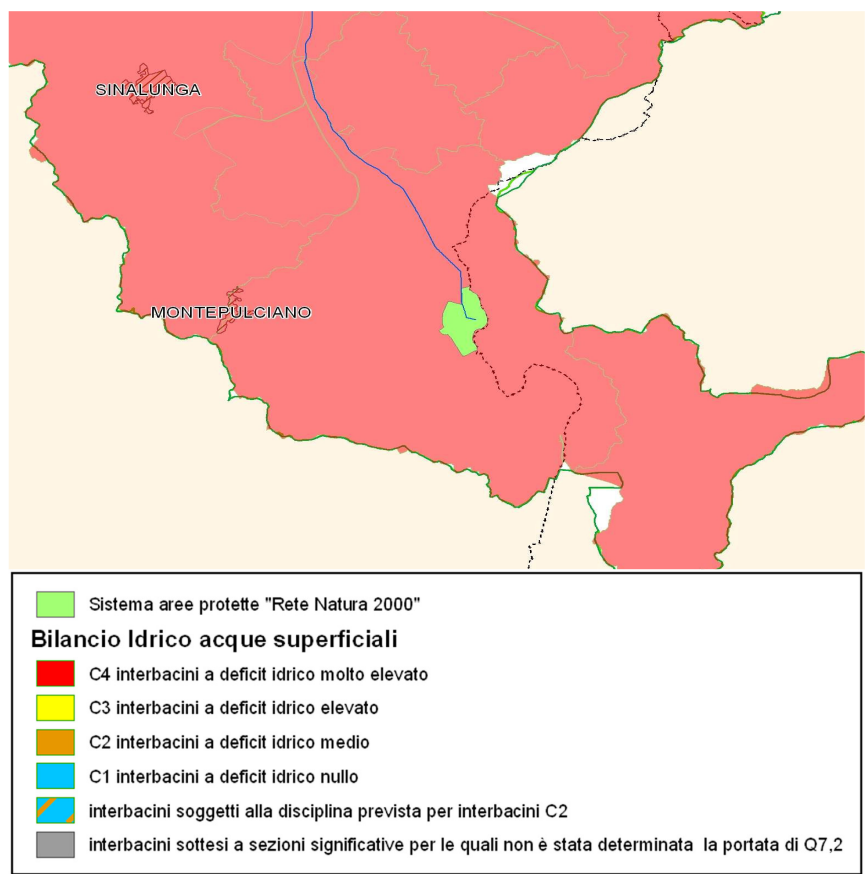 SINALUNGA
MONTEPULCIANO
Sistema aree protette "Rete Natura 2000"
Bilancio Idrico acque superficiali
C4 interbacini a deficit idrico molto elevato
C3 interbacini a deficit idrico elevato
C2 interbacini a deficit idrico medio
C1 interbacini a deficit idrico nullo
interbacini soggetti alla disciplina prevista per interbacini C2
interbacini sottesi a sezioni significative per le quali non è stata determinata la portata di Q7,2